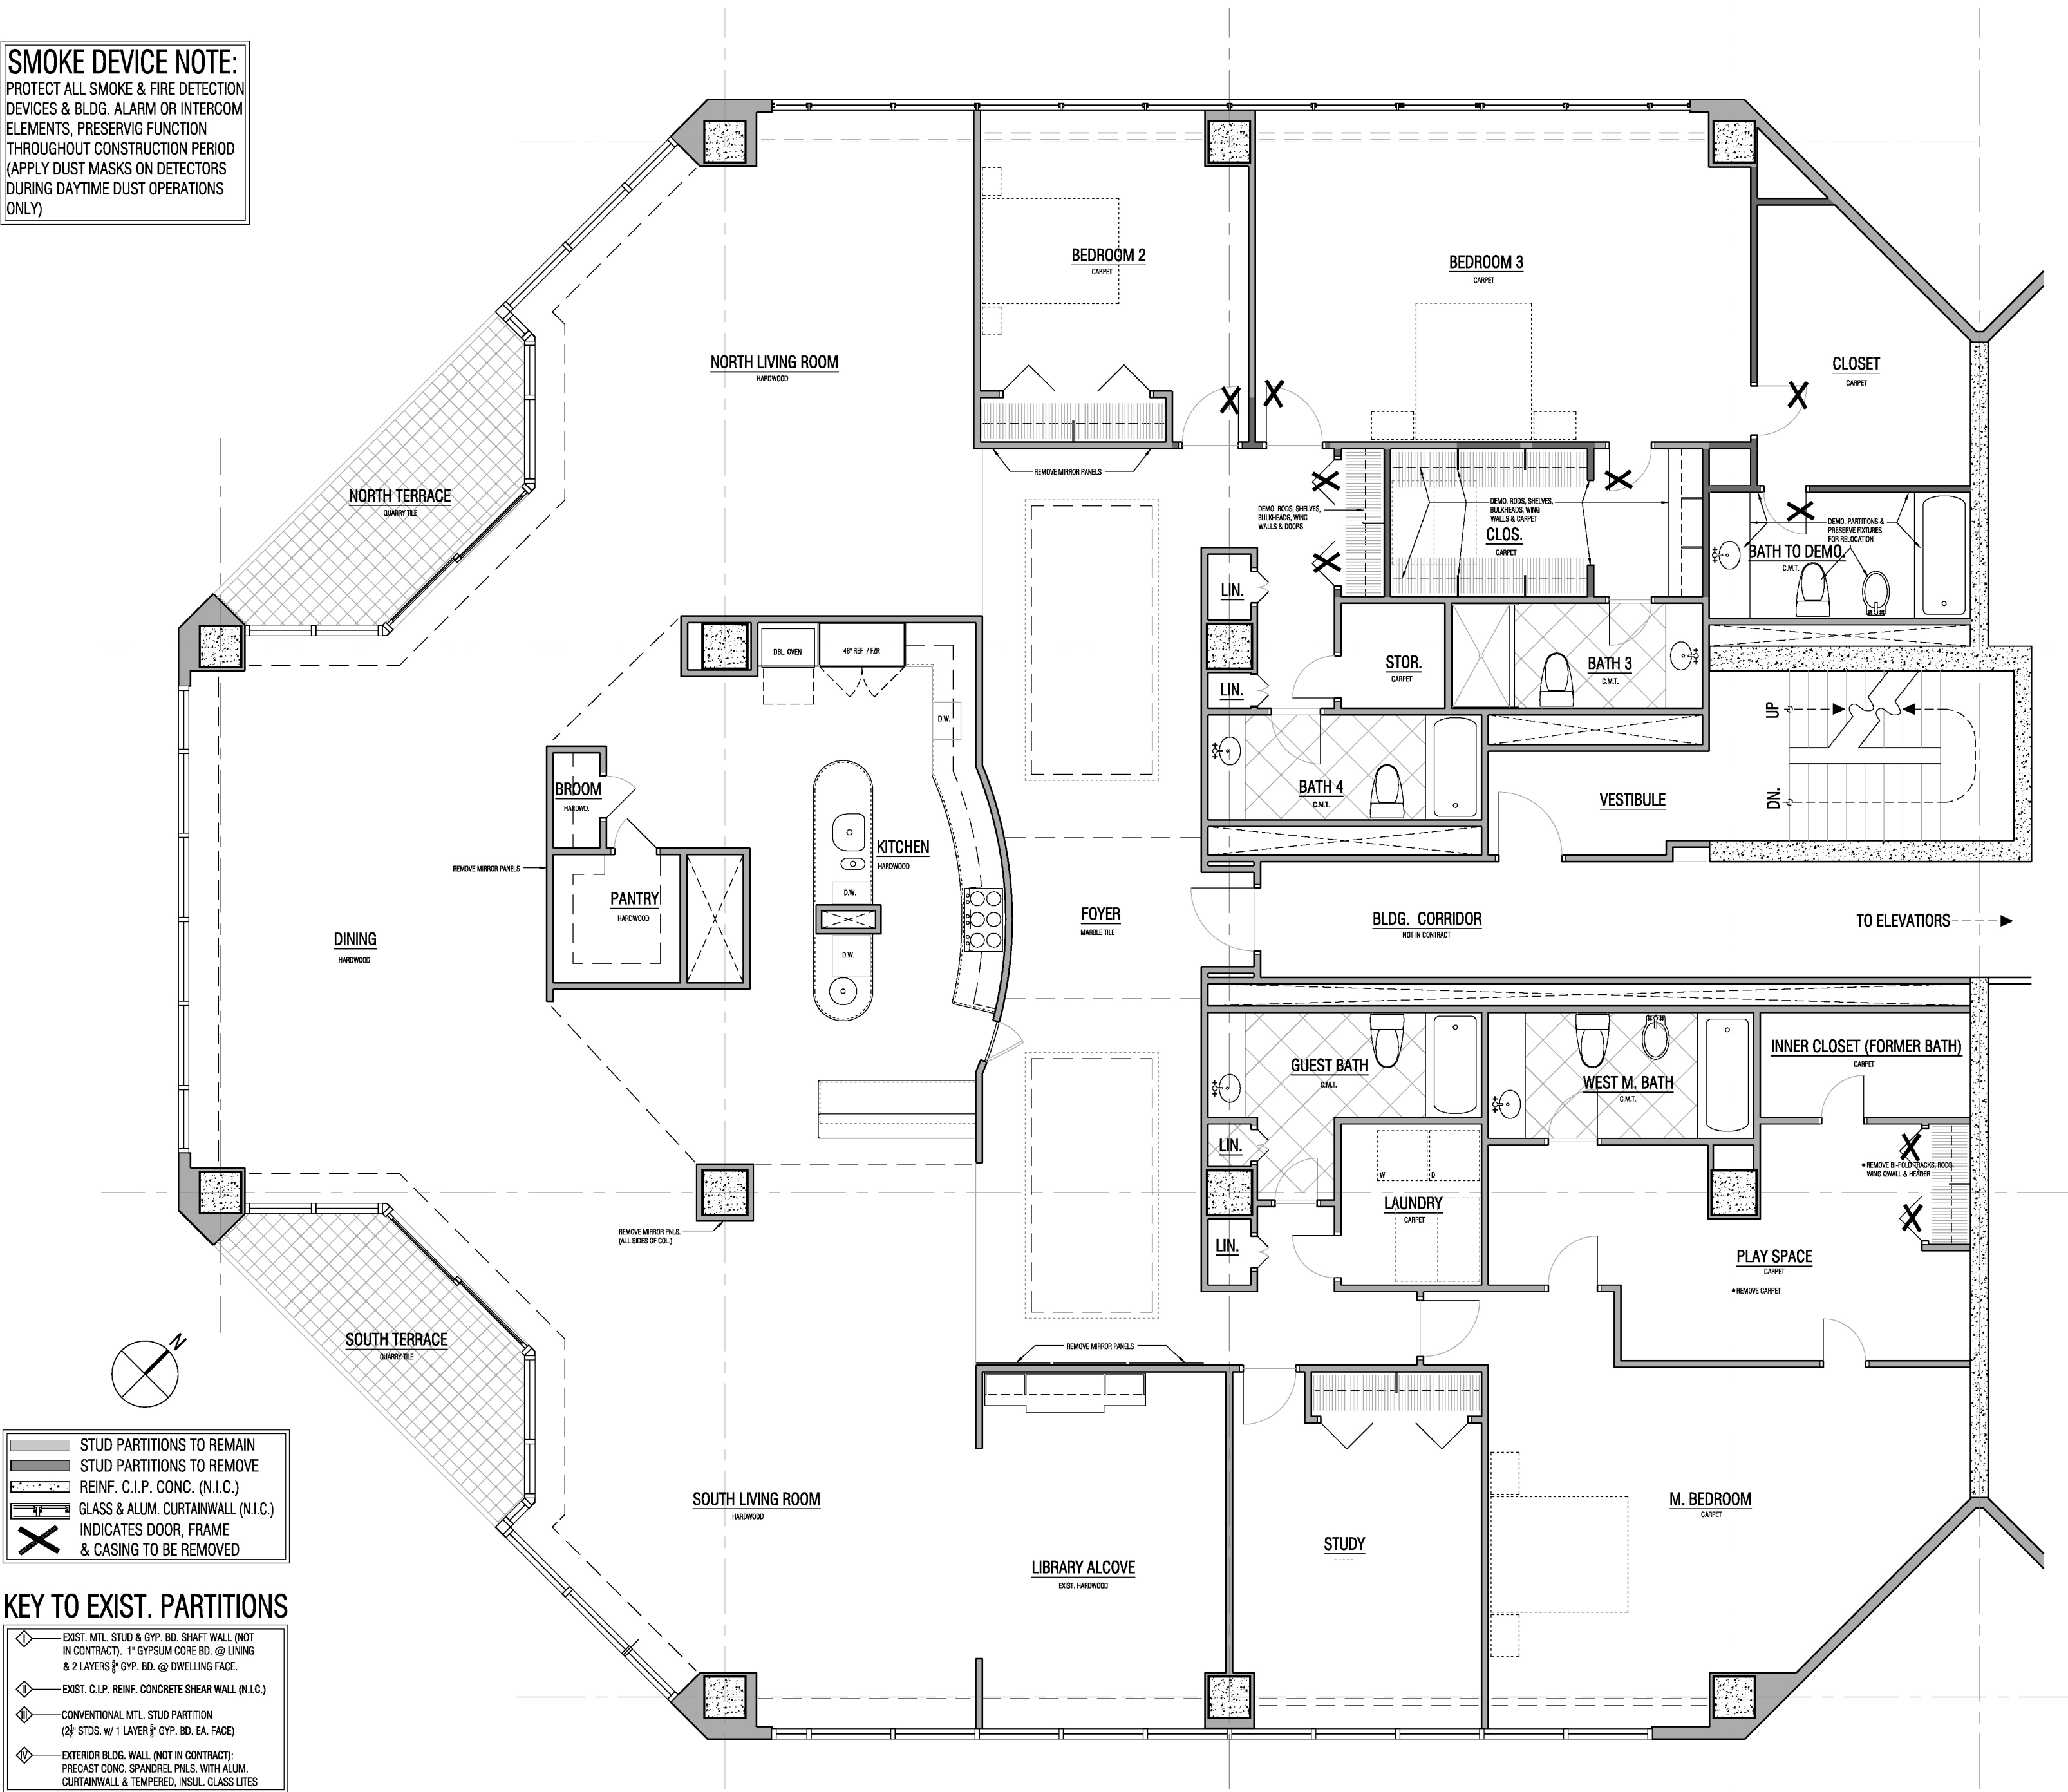 SMOKE DEVICE NOTE:
PROTECT ALL SMOKE & FIRE DETECTION
DEVICES & BLDG. ALARM OR INTERCOM
ELEMENTS, PRESERVIG FUNCTION
THROUGHOUT CONSTRUCTION PERIOD
(APPLY DUST MASKS ON DETECTORS
DURING DAYTIME DUST OPERATIONS
ONLY)
BEDROOM 2
CARPET
BEDROOM 3
CARPET
NORTH LIVING ROOM
HARDWOOD
CLOSET
CARPET
REMOVE MIRROR PANELS
NORTH TERRACE
QUARRY TILE
DEMO. RODS, SHELVES,
BULKHEADS, WING
WALLS & DOORS
DEMO. RODS, SHELVES,
BULKHEADS, WING
WALLS & CARPET
CLOS.
CARPET
DEMO. PARTITIONS &
PRESERVE FIXTURES
FOR RELOCATION
BATH TO DEMO.
C.M.T.
LIN.
DBL. OVEN
48" REF / FZR
STOR.
CARPET
BATH 3
C.M.T.
LIN.
D.W.
UP
DN.
BROOM
HARDWD.
BATH 4
C.M.T.
VESTIBULE
KITCHEN
HARDWOOD
REMOVE MIRROR PANELS
D.W.
PANTRY
HARDWOOD
FOYER
MARBLE TILE
BLDG. CORRIDOR
NOT IN CONTRACT
TO ELEVATIORS
DINING
HARDWOOD
D.W.
GUEST BATH
C.M.T.
WEST M. BATH
C.M.T.
INNER CLOSET (FORMER BATH)
CARPET
LIN.
W
D
REMOVE BI-FOLD TRACKS, RODS,
WING QWALL & HEADER
LAUNDRY
CARPET
REMOVE MIRROR PNLS.
(ALL SIDES OF COL.)
LIN.
PLAY SPACE
CARPET
REMOVE CARPET
SOUTH TERRACE
QUARRY TILE
N
REMOVE MIRROR PANELS
STUD PARTITIONS TO REMAIN
STUD PARTITIONS TO REMOVE
REINF. C.I.P. CONC. (N.I.C.)
GLASS & ALUM. CURTAINWALL (N.I.C.)
INDICATES DOOR, FRAME
& CASING TO BE REMOVED
SOUTH LIVING ROOM
HARDWOOD
M. BEDROOM
CARPET
STUDY
LIBRARY ALCOVE
EXIST. HARDWOOD
KEY TO EXIST. PARTITIONS
I EXIST. MTL. STUD & GYP. BD. SHAFT WALL (NOT
IN CONTRACT). 1" GYPSUM CORE BD. @ LINING
& 2 LAYERS 5/8" GYP. BD. @ DWELLING FACE.
II EXIST. C.I.P. REINF. CONCRETE SHEAR WALL (N.I.C.)
III CONVENTIONAL MTL. STUD PARTITION
(2½" STDS. w/ 1 LAYER 5/8" GYP. BD. EA. FACE)
IV EXTERIOR BLDG. WALL (NOT IN CONTRACT):
PRECAST CONC. SPANDREL PNLS. WITH ALUM.
CURTAINWALL & TEMPERED, INSUL. GLASS LITES